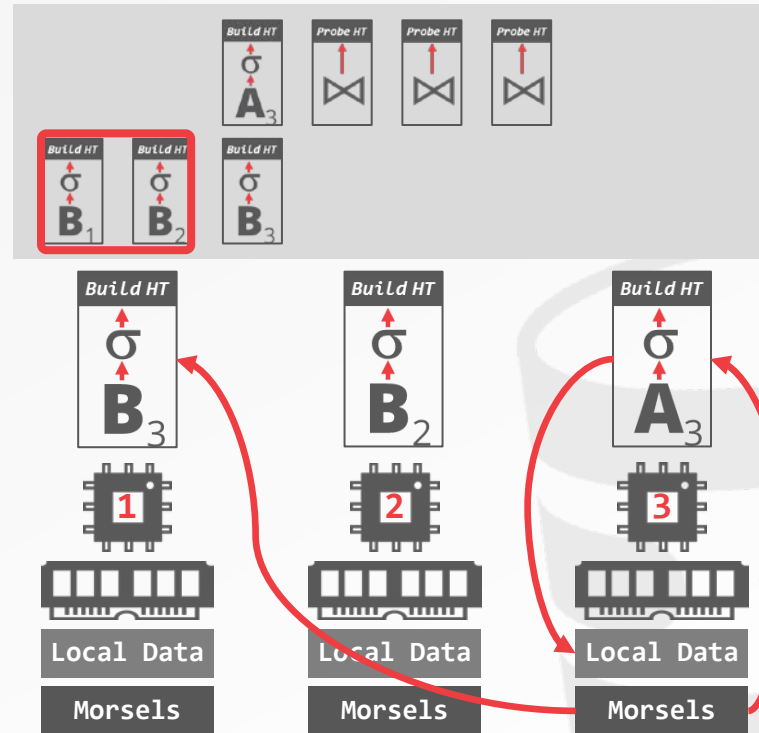 Build HT Probe HT Probe HT Probe HT
σ
A3 ⋈ ⋈ ⋈
Build HT Build HT Build HT
σ σ σ
B1 B2 B3
Build HT Build HT Build HT
σ σ σ
B3 B2 A3
1 2 3
Local Data Local Data Local Data
Morsels Morsels Morsels